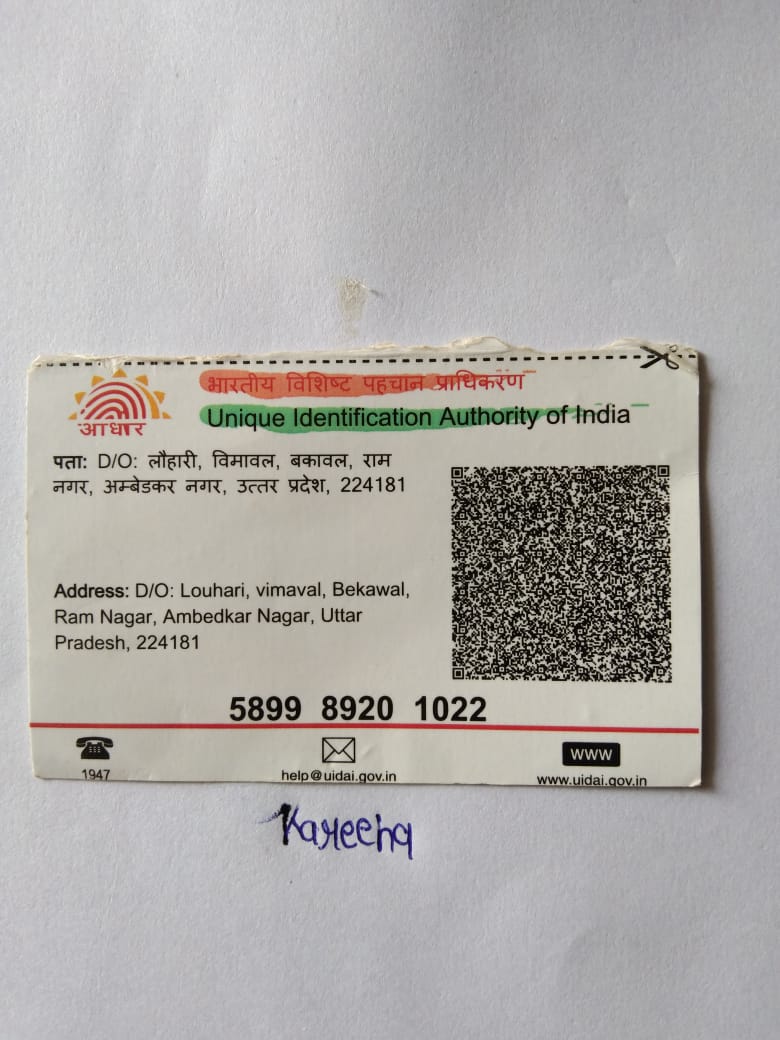 भारतीय विशिष्ट पहचान प्राधिकरण
Unique Identification Authority of India
आधार
पता: D/O: लौहारी, विमावल, बकावल, राम
नगर, अम्बेडकर नगर, उत्तर प्रदेश, 224181
Address: D/O: Louhari, vimaval, Bekawal,
Ram Nagar, Ambedkar Nagar, Uttar
Pradesh, 224181
5899 8920 1022
1947
help@uidai.gov.in
www
www.uidai.gov.in
Kareena